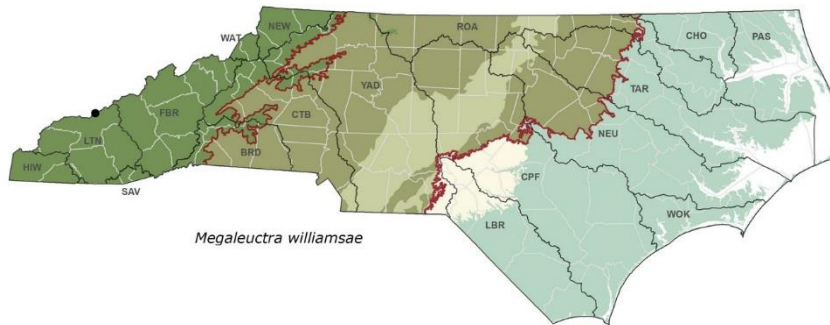 NEW
WAT
ROA
CHO
PAS
YAD
TAR
FBR
CTB
LTN
NEU
BRD
HIW
CPF
SAV
WOK
LBR
Megaleuctra williamsae